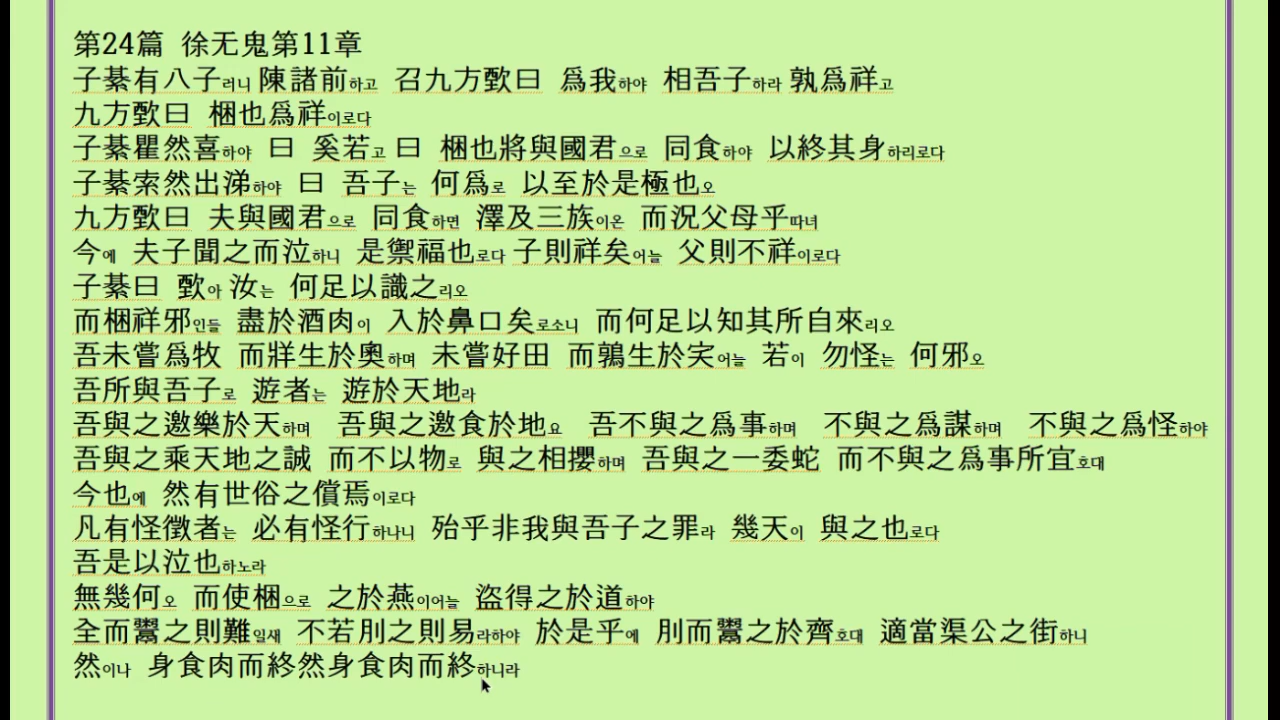 第24篇 徐无鬼第11章
子綦有八子러니 陳諸前하고 召九方歅曰 爲我하야 相吾子하라 孰爲祥고
九方歅曰 梱也爲祥이로다
子綦瞿然喜하야 曰 奚若고 曰 梱也將與國君으로 同食하야 以終其身하리로다
子綦索然出涕하야 曰 吾子는 何爲로 以至於是極也오
九方歅曰 夫與國君으로 同食하면 澤及三族이온 而況父母乎따녀
今에 夫子聞之而泣하니 是禦福也로다 子則祥矣어늘 父則不祥이로다
子綦曰 歅아 汝는 何足以識之리오
而梱祥邪인들 盡於酒肉이 入於鼻口矣로소니 而何足以知其所自來리오
吾未嘗爲牧 而牂生於奧하며 未嘗好田 而鶉生於宎어늘 若이 勿怪는 何邪오
吾所與吾子로 遊者는 遊於天地라
吾與之邀樂於天하며 吾與之邀食於地요 吾不與之爲事하며 不與之爲謀하며 不與之爲怪하야
吾與之乘天地之誠 而不以物로 與之相攖하며 吾與之一委蛇 而不與之爲事所宜호대
今也에 然有世俗之償焉이로다
凡有怪徵者는 必有怪行하나니 殆乎非我與吾子之罪라 幾天이 與之也로다
吾是以泣也하노라
無幾何오 而使梱으로 之於燕이어늘 盜得之於道하야
全而鬻之則難일새 不若刖之則易라하야 於是乎에 刖而鬻之於齊호대 適當渠公之街하니
然이나 身食肉而終然身食肉而終하니라